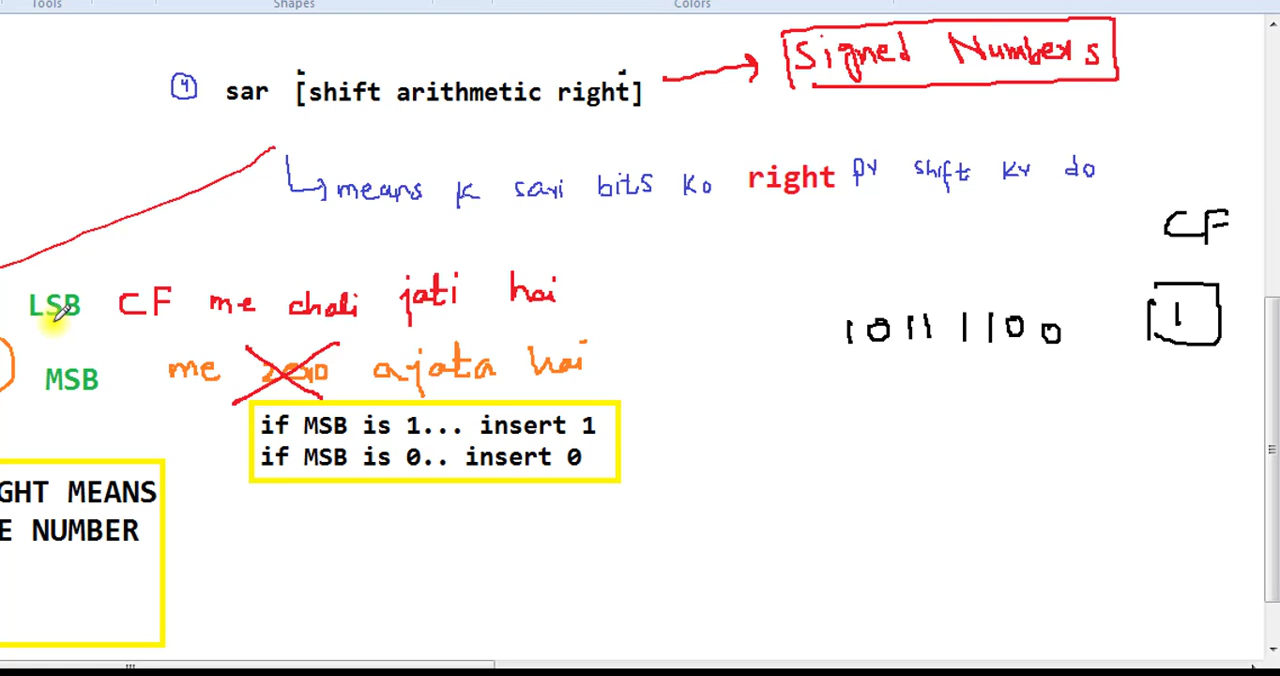 Tools Shapes Colors
Signed Numbers
4 sar [shift arithmetic right]
means k sari bits ko right pr shift kr do
CF
LSB CF me chali jati hai
10111100 1
MSB me zero ajata hai
if MSB is 1... insert 1
if MSB is 0.. insert 0
GHT MEANS
E NUMBER